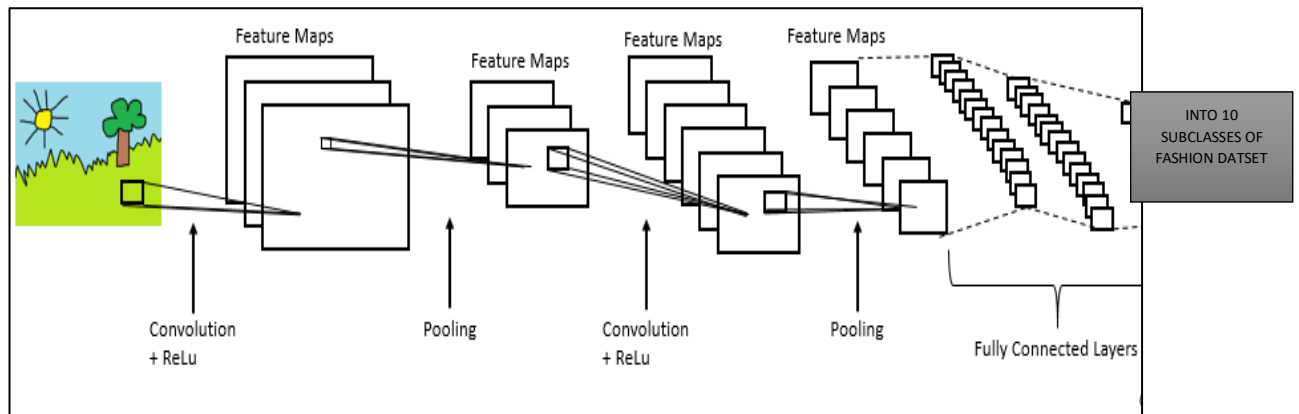 Feature Maps
Feature Maps
Feature Maps
Feature Maps
INTO 10
SUBCLASSES OF
FASHION DATSET
Convolution
+ ReLu
Pooling
Convolution
+ ReLu
Pooling
Fully Connected Layers